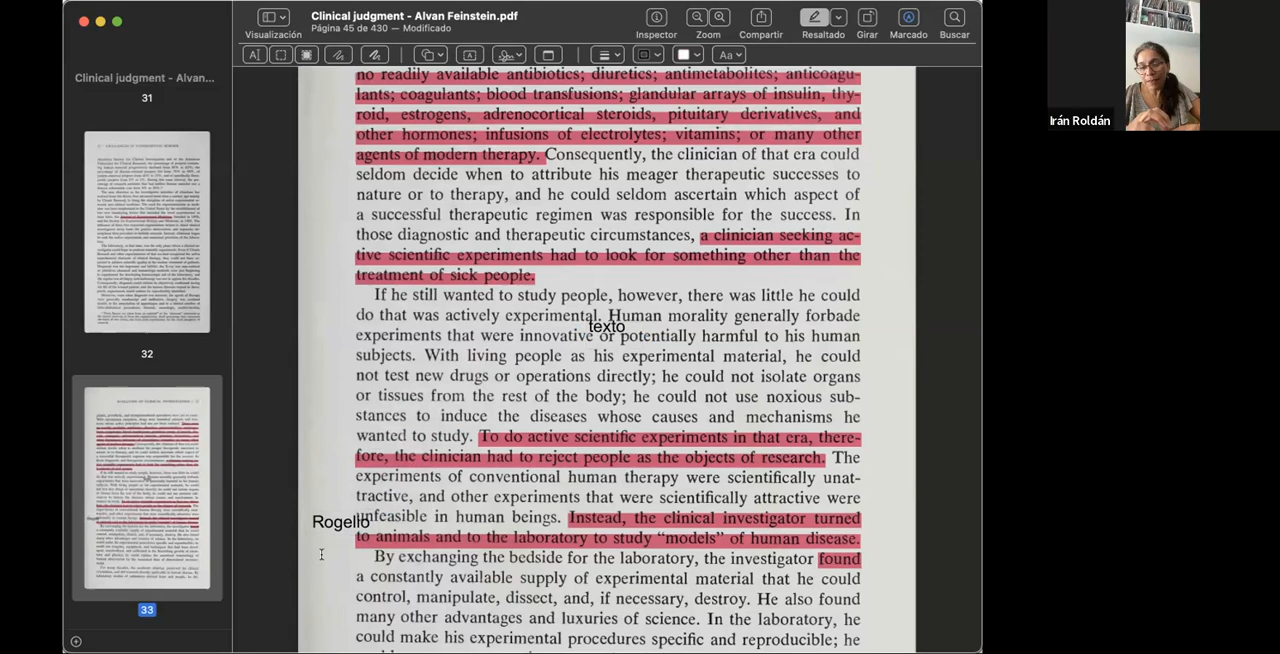 Clinical judgment - Alvan Feinstein.pdf
Página 45 de 430 — Modificado
Visualización
Inspector
Zoom
Compartir
Resaltado
Girar
Marcado
Buscar
Aa
Clinical judgment - Alvan...
31
32
33
no readily available antibiotics; diuretics; antimetabolites; anticoagu-
lants; coagulants; blood transfusions; glandular arrays of insulin, thy-
roid, estrogens, adrenocortical steroids, pituitary derivatives, and
other hormones; infusions of electrolytes; vitamins; or many other
agents of modern therapy. Consequently, the clinician of that era could
seldom decide when to attribute his meager therapeutic successes to
nature or to therapy, and he could seldom ascertain which aspect of
a successful therapeutic regimen was responsible for the success. In
those diagnostic and therapeutic circumstances, a clinician seeking ac-
tive scientific experiments had to look for something other than the
treatment of sick people.
If he still wanted to study people, however, there was little he could
do that was actively experimental. Human morality generally forbade
texto
experiments that were innovative or potentially harmful to his human
subjects. With living people as his experimental material, he could
not test new drugs or operations directly; he could not isolate organs
or tissues from the rest of the body; he could not use noxious sub-
stances to induce the diseases whose causes and mechanisms he
wanted to study. To do active scientific experiments in that era, there-
fore, the clinician had to reject people as the objects of research. The
experiments of conventional human therapy were scientifically unat-
tractive, and other experiments that were scientifically attractive were
Rogelio
feasible in human beings. Instead, the clinical investigator turned
to animals and to the laboratory to study “models” of human disease.
By exchanging the bedside for the laboratory, the investigator found
a constantly available supply of experimental material that he could
control, manipulate, dissect, and, if necessary, destroy. He also found
many other advantages and luxuries of science. In the laboratory, he
could make his experimental procedures specific and reproducible; he
Irán Roldán